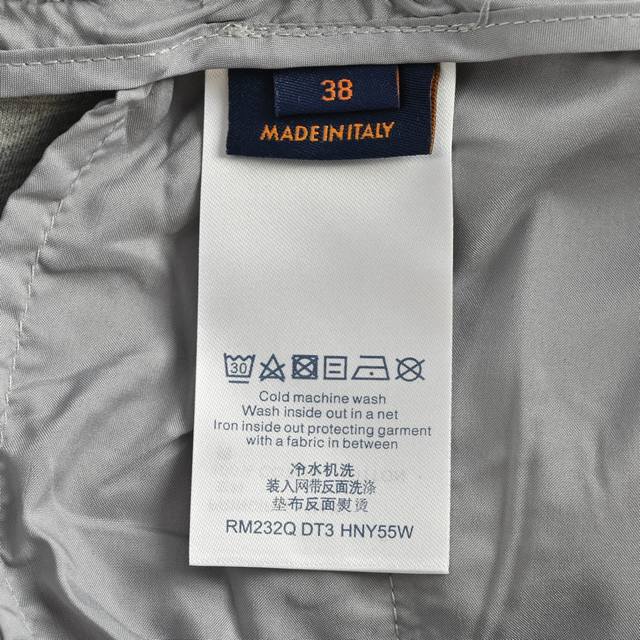 38
MADE IN ITALY
30
Cold machine wash
Wash inside out in a net
Iron inside out protecting garment
with a fabric in between
冷水机洗
装入网带反面洗涤
垫布反面熨烫
RM232Q DT3 HNY55W